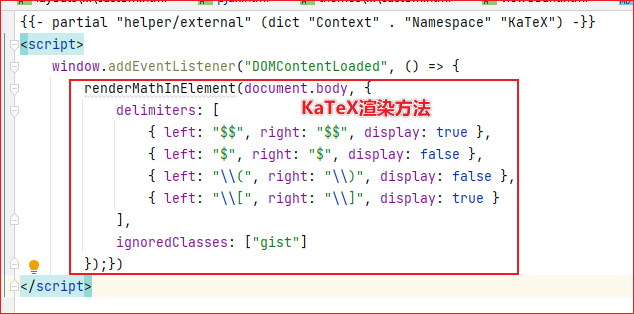 {{- partial "helper/external" (dict "Context" . "Namespace" "KaTeX") -}}
<script>
window.addEventListener("DOMContentLoaded", () => {
renderMathInElement(document.body, {
delimiters: [
KaTeX渲染方法
{ left: "$$", right: "$$", display: true },
{ left: "$", right: "$", display: false },
{ left: "\\(", right: "\\)", display: false },
{ left: "\\[", right: "\\]", display: true }
],
ignoredClasses: ["gist"]
});})
</script>